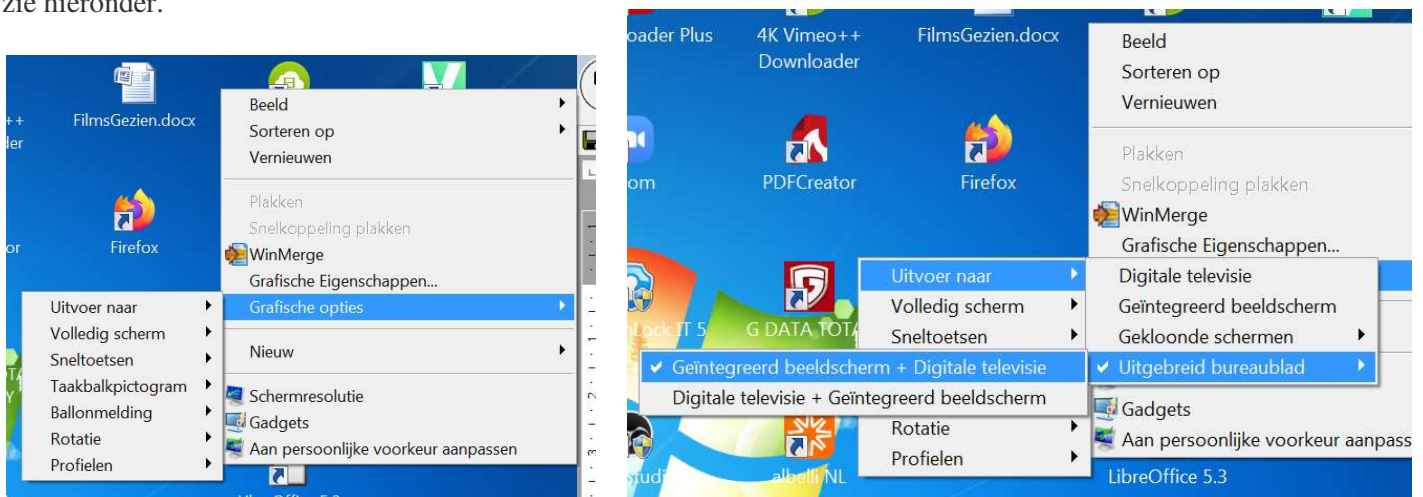 zie hieronder.
++
FilmsGezien.docx
Firefox
Beeld
Sorteren op
Vernieuwen
Plakken
Snelkoppeling plakken
WinMerge
Grafische Eigenschappen...
Grafische opties
Nieuw
Schermresolutie
Gadgets
Aan persoonlijke voorkeur aanpassen
Uitvoer naar
Volledig scherm
Sneltoetsen
Taakbalkpictogram
Ballonmelding
Rotatie
Profielen
oader Plus
4K Vimeo++
Downloader
FilmsGezien.docx
om
PDFCreator
Firefox
G DATA TOTA
albelli NL
LibreOffice 5.3
Beeld
Sorteren op
Vernieuwen
Plakken
Snelkoppeling plakken
WinMerge
Grafische Eigenschappen...
Uitvoer naar
Volledig scherm
Sneltoetsen
Rotatie
Profielen
Digitale televisie
Geïntegreerd beeldscherm
Gekloonde schermen
Uitgebreid bureaublad
Geïntegreerd beeldscherm + Digitale televisie
Digitale televisie + Geïntegreerd beeldscherm
Gadgets
Aan persoonlijke voorkeur aanpass